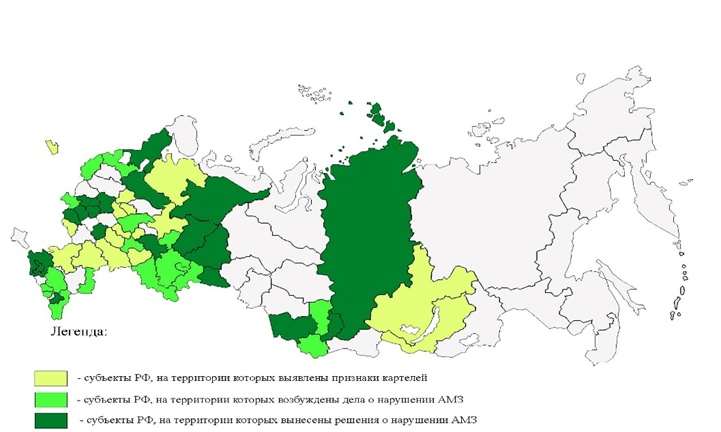 Легенда:
- субъекты РФ, на территории которых выявлены признаки картелей
- субъекты РФ, на территории которых возбуждены дела о нарушении АМЗ
- субъекты РФ, на территории которых вынесены решения о нарушении АМЗ